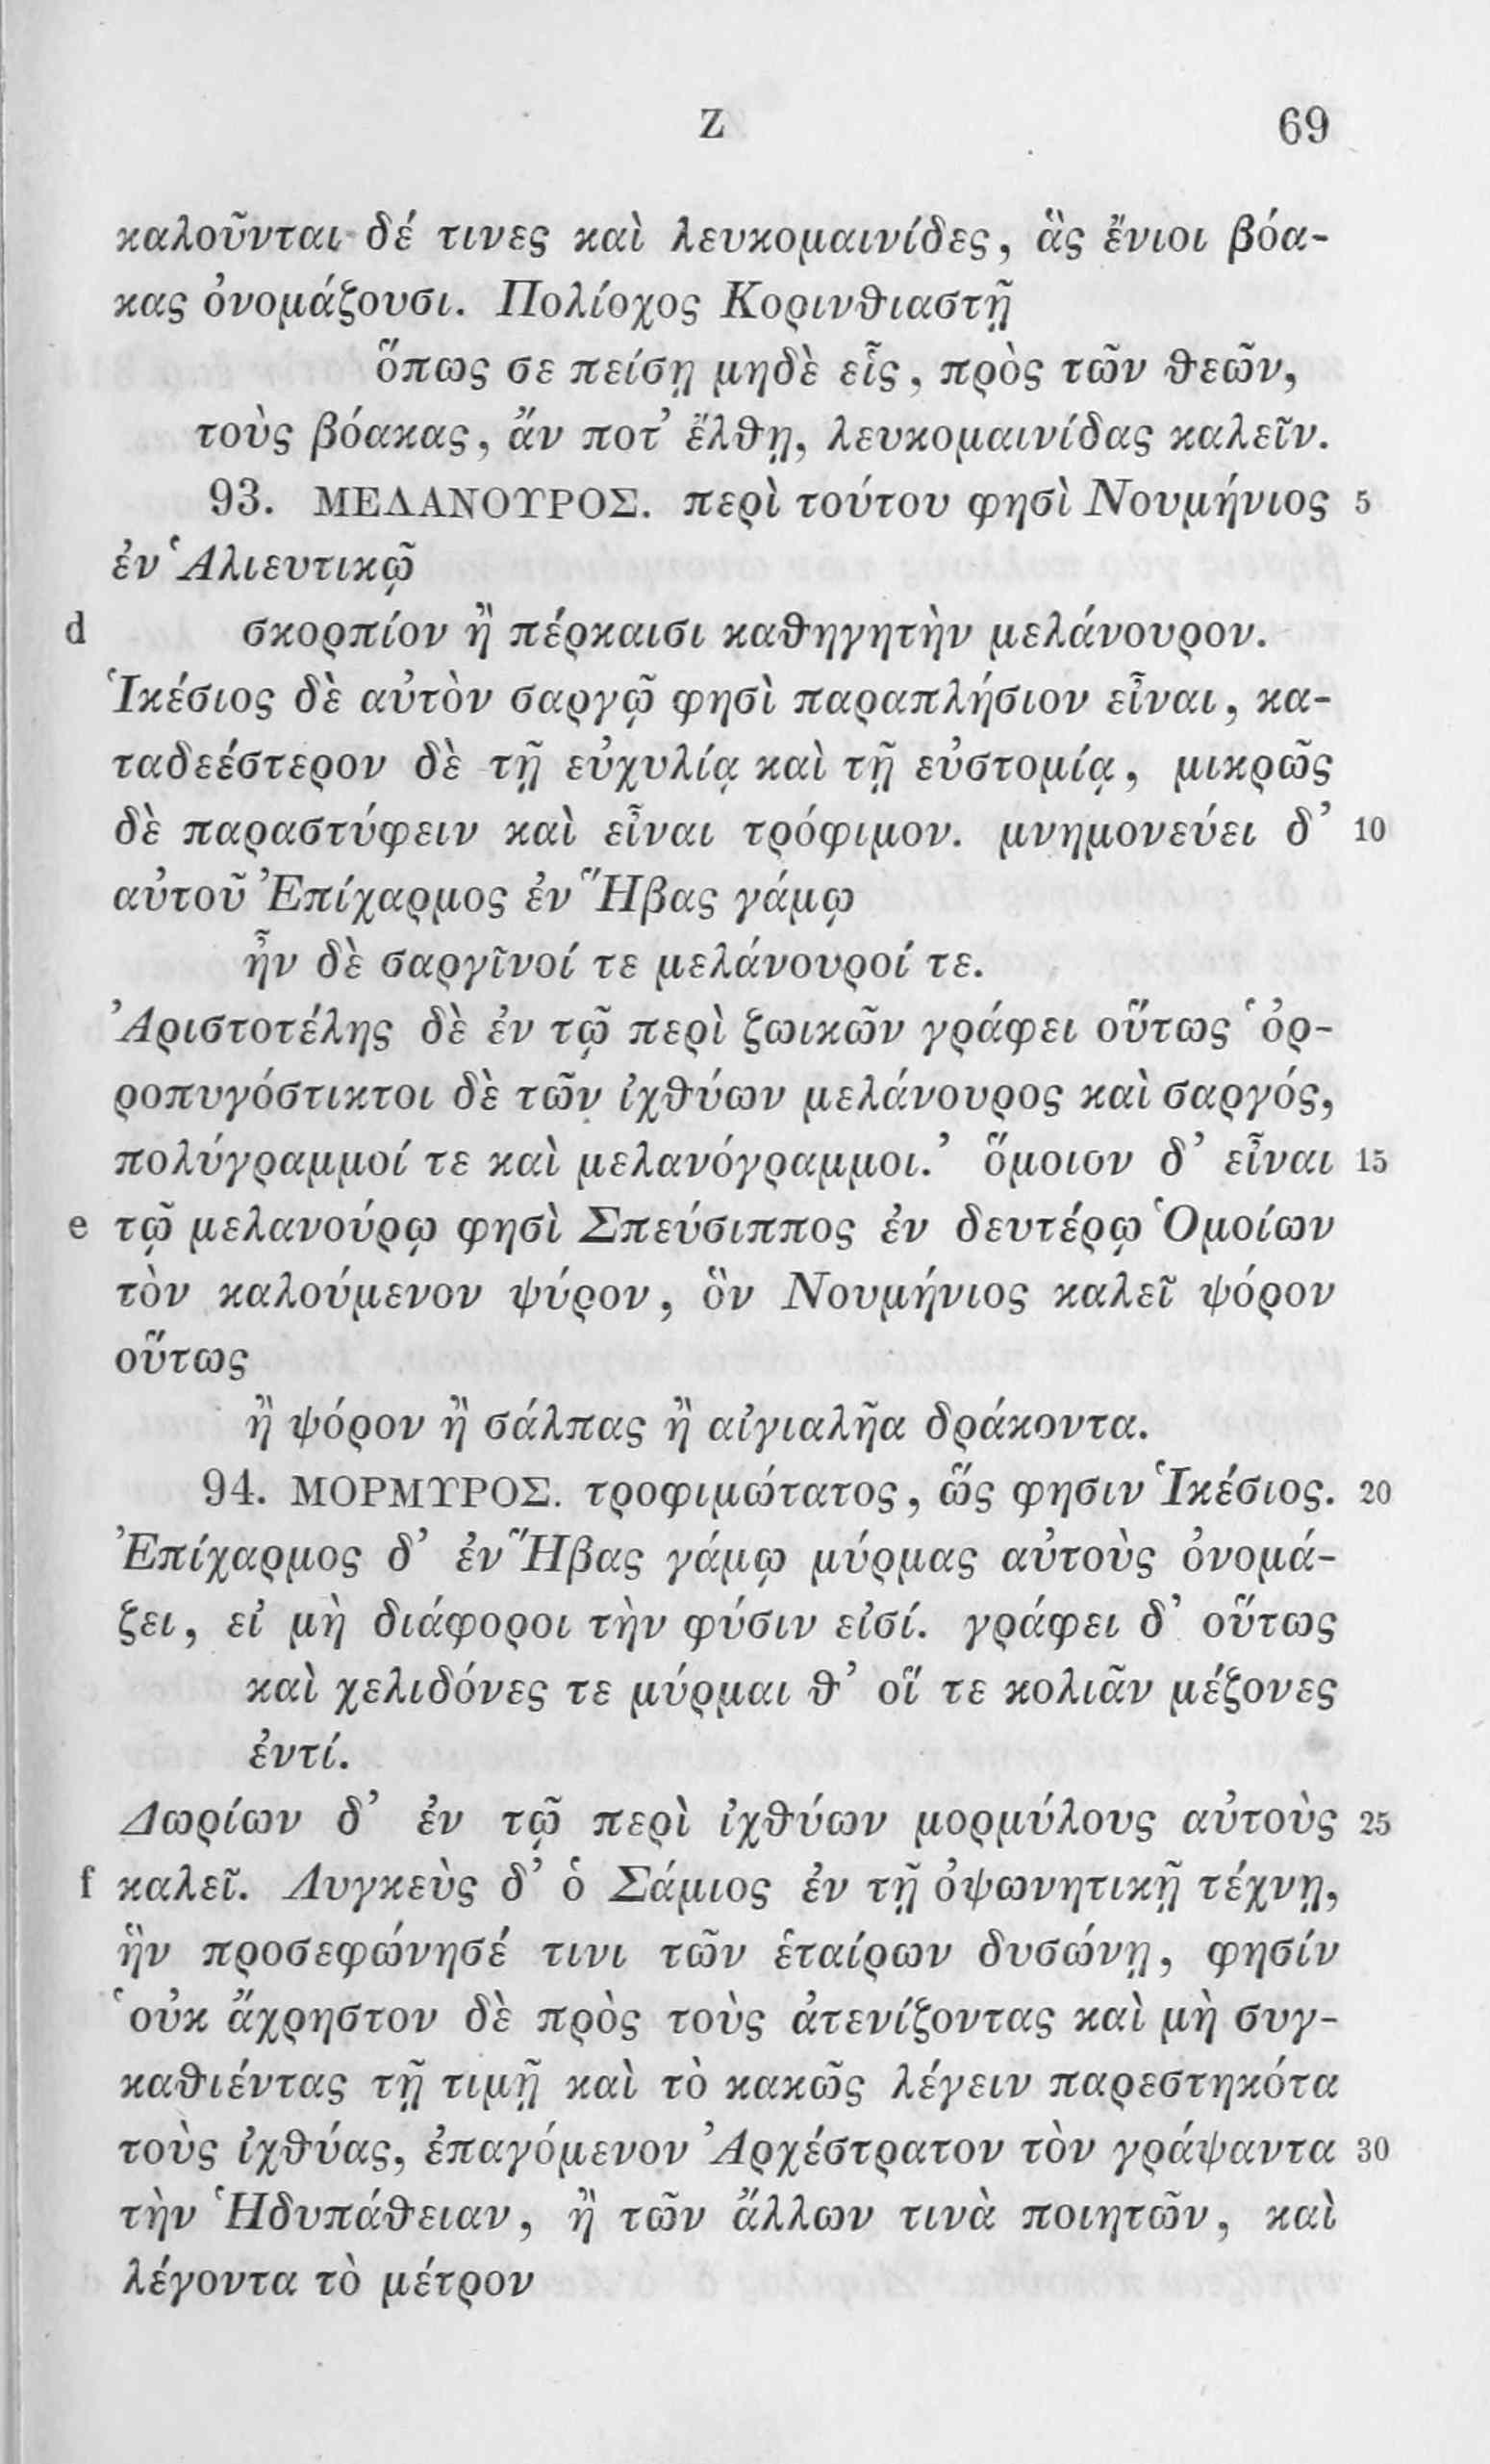 Ζ 69
καλοῦνται δέ τινες καὶ λευκομαινίδες, ἃς ἔνιοι βόα-
κας ὀνομάζουσι. Πολίοχος Κορινθιαστῇ
ὅπως σε πείσῃ μηδὲ εἷς, πρὸς τῶν θεῶν,
τοὺς βόακας, ἄν ποτ’ ἔλθῃ, λευκομαινίδας καλεῖν.
93. ΜΕΛΑΝΟΥΡΟΣ. περὶ τούτου φησὶ Νουμήνιος 5
ἐν Ἁλιευτικῷ
d σκορπίον ἢ πέρκαισι καθηγητὴν μελάνουρον.
Ἱκέσιος δὲ αὐτὸν σαργῷ φησὶ παραπλήσιον εἶναι, κα-
ταδεέστερον δὲ τῇ εὐχυλίᾳ καὶ τῇ εὐστομίᾳ, μικρῶς
δὲ παραστύφειν καὶ εἶναι τρόφιμον. μνημονεύει δ’ 10
αὐτοῦ Ἐπίχαρμος ἐν Ἥβας γάμῳ
ἦν δὲ σαργῖνοί τε μελάνουροί τε.
Ἀριστοτέλης δὲ ἐν τῷ περὶ ζωικῶν γράφει οὕτως ‘ὀρ-
ροπυγόστικτοι δὲ τῶν ἰχθύων μελάνουρος καὶ σαργός,
πολύγραμμοί τε καὶ μελανόγραμμοι.’ ὅμοιον δ’ εἶναι 15
e τῷ μελανούρῳ φησὶ Σπεύσιππος ἐν δευτέρῳ Ὁμοίων
τὸν καλούμενον ψύρον, ὃν Νουμήνιος καλεῖ ψόρον
οὕτως
ἢ ψόρον ἢ σάλπας ἢ αἰγιαλῆα δράκοντα.
94. ΜΟΡΜΥΡΟΣ. τροφιμώτατος, ὥς φησιν Ἱκέσιος. 20
Ἐπίχαρμος δ’ ἐν Ἥβας γάμῳ μύρμας αὐτοὺς ὀνομά-
ζει, εἰ μὴ διάφοροι τὴν φύσιν εἰσί. γράφει δ’ οὕτως
καὶ χελιδόνες τε μύρμαι θ’ οἵ τε κολιᾶν μέζονες
ἐντί.
Δωρίων δ’ ἐν τῷ περὶ ἰχθύων μορμύλους αὐτοὺς 25
f καλεῖ. Λυγκεὺς δ’ ὁ Σάμιος ἐν τῇ ὀψωνητικῇ τέχνῃ,
ἣν προσεφώνησέ τινι τῶν ἑταίρων δυσώνῃ, φησίν
‘οὐκ ἄχρηστον δὲ πρὸς τοὺς ἀτενίζοντας καὶ μὴ συγ-
καθιέντας τῇ τιμῇ καὶ τὸ κακῶς λέγειν παρεστηκότα
τοὺς ἰχθύας, ἐπαγόμενον Ἀρχέστρατον τὸν γράψαντα 30
τὴν Ἡδυπάθειαν, ἢ τῶν ἄλλων τινὰ ποιητῶν, καὶ
λέγοντα τὸ μέτρον